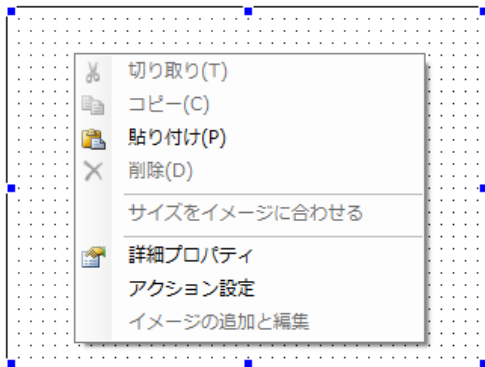 切り取り(T)
コピー(C)
貼り付け(P)
削除(D)
サイズをイメージに合わせる
詳細プロパティ
アクション設定
イメージの追加と編集